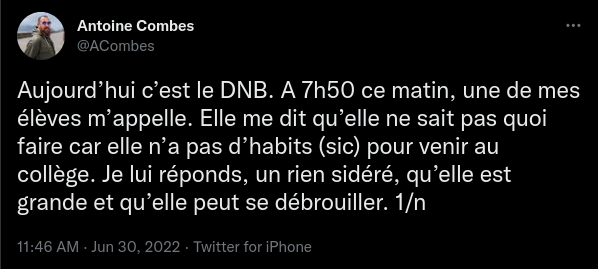 Antoine Combes
@ACombes
Aujourd’hui c’est le DNB. A 7h50 ce matin, une de mes
élèves m’appelle. Elle me dit qu’elle ne sait pas quoi
faire car elle n’a pas d’habits (sic) pour venir au
collège. Je lui réponds, un rien sidéré, qu’elle est
grande et qu’elle peut se débrouiller. 1/n
11:46 AM · Jun 30, 2022 · Twitter for iPhone